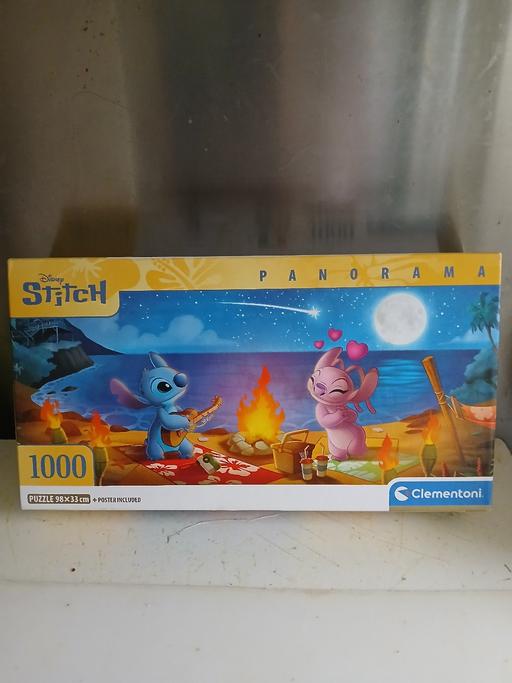 Disney
Stitch
PANORAMA
1000
PUZZLE 98×33 cm + POSTER INCLUDED
Clementoni